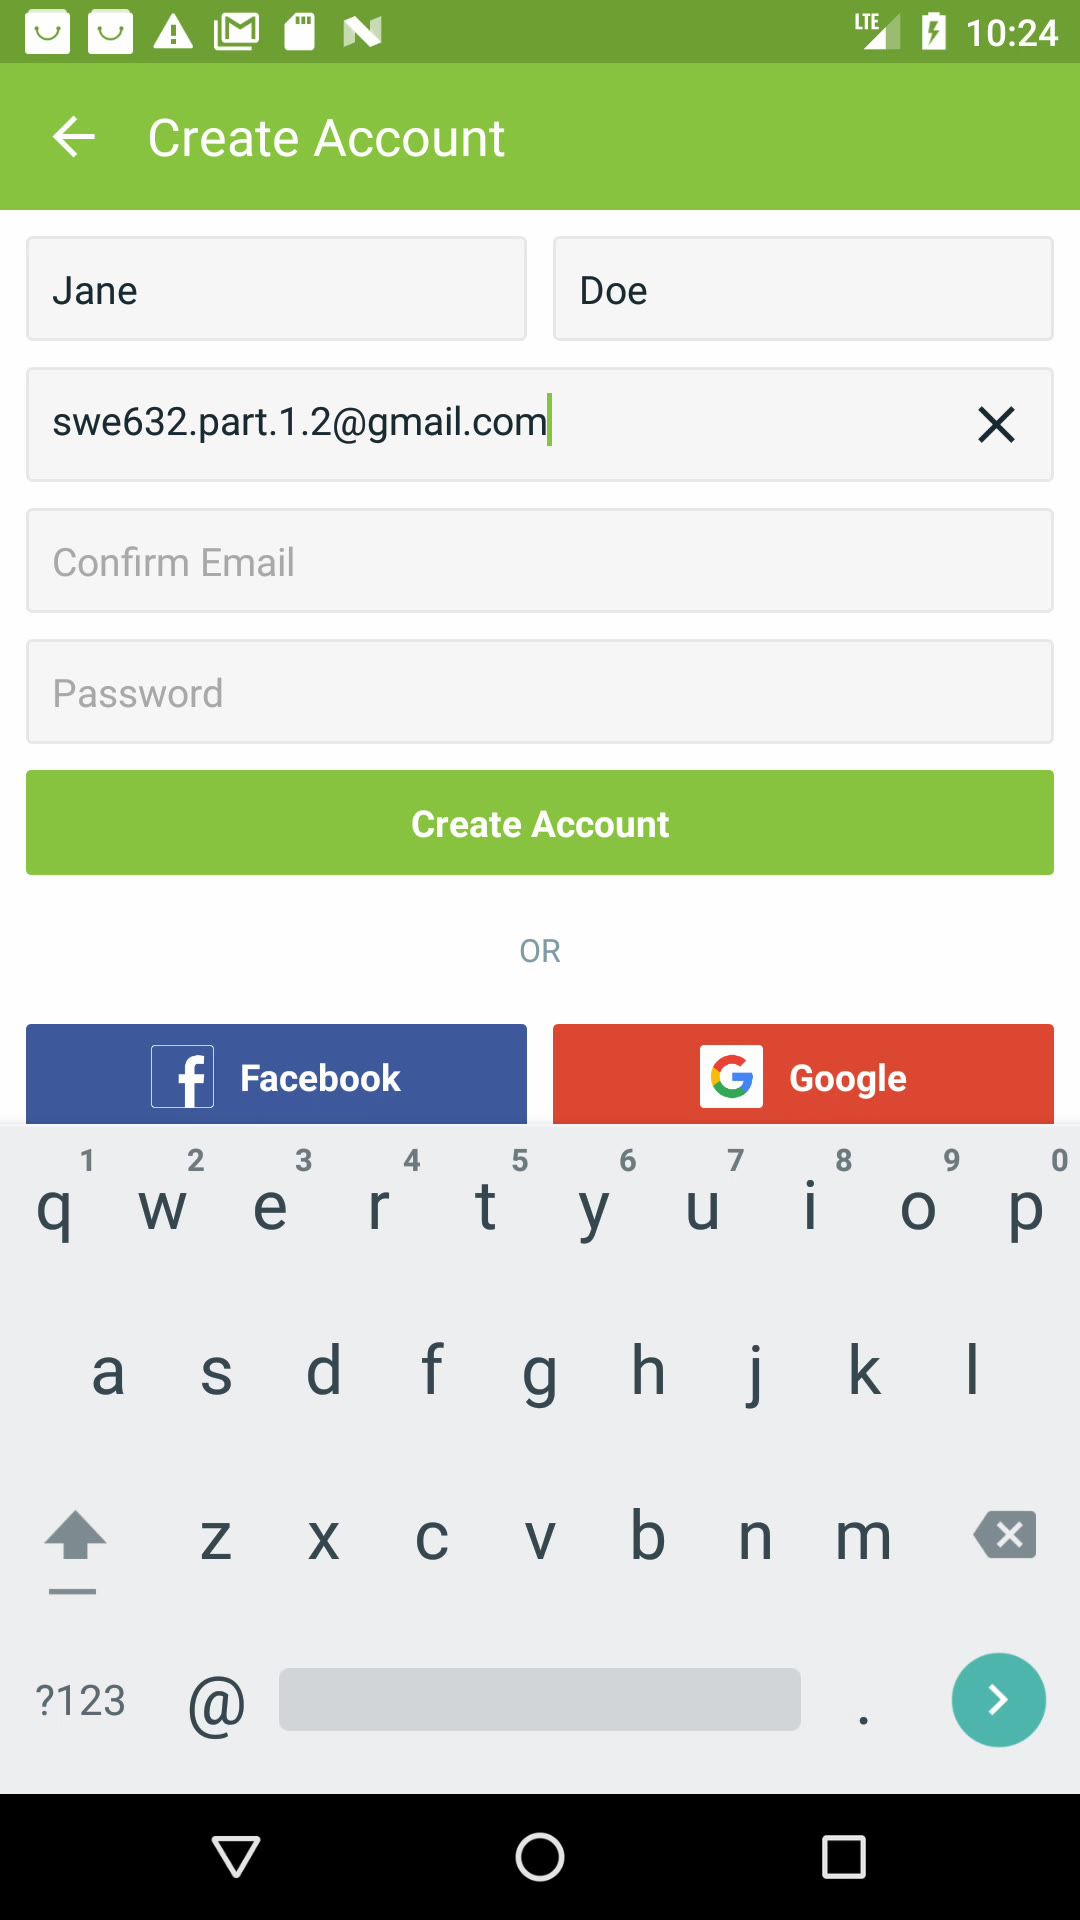 LTE 10:24
Create Account
Jane Doe
swe632.part.1.2@gmail.com
Confirm Email
Password
Create Account
OR
Facebook Google
1 2 3 4 5 6 7 8 9 0
q w e r t y u i o p
a s d f g h j k l
z x c v b n m
?123 @ .